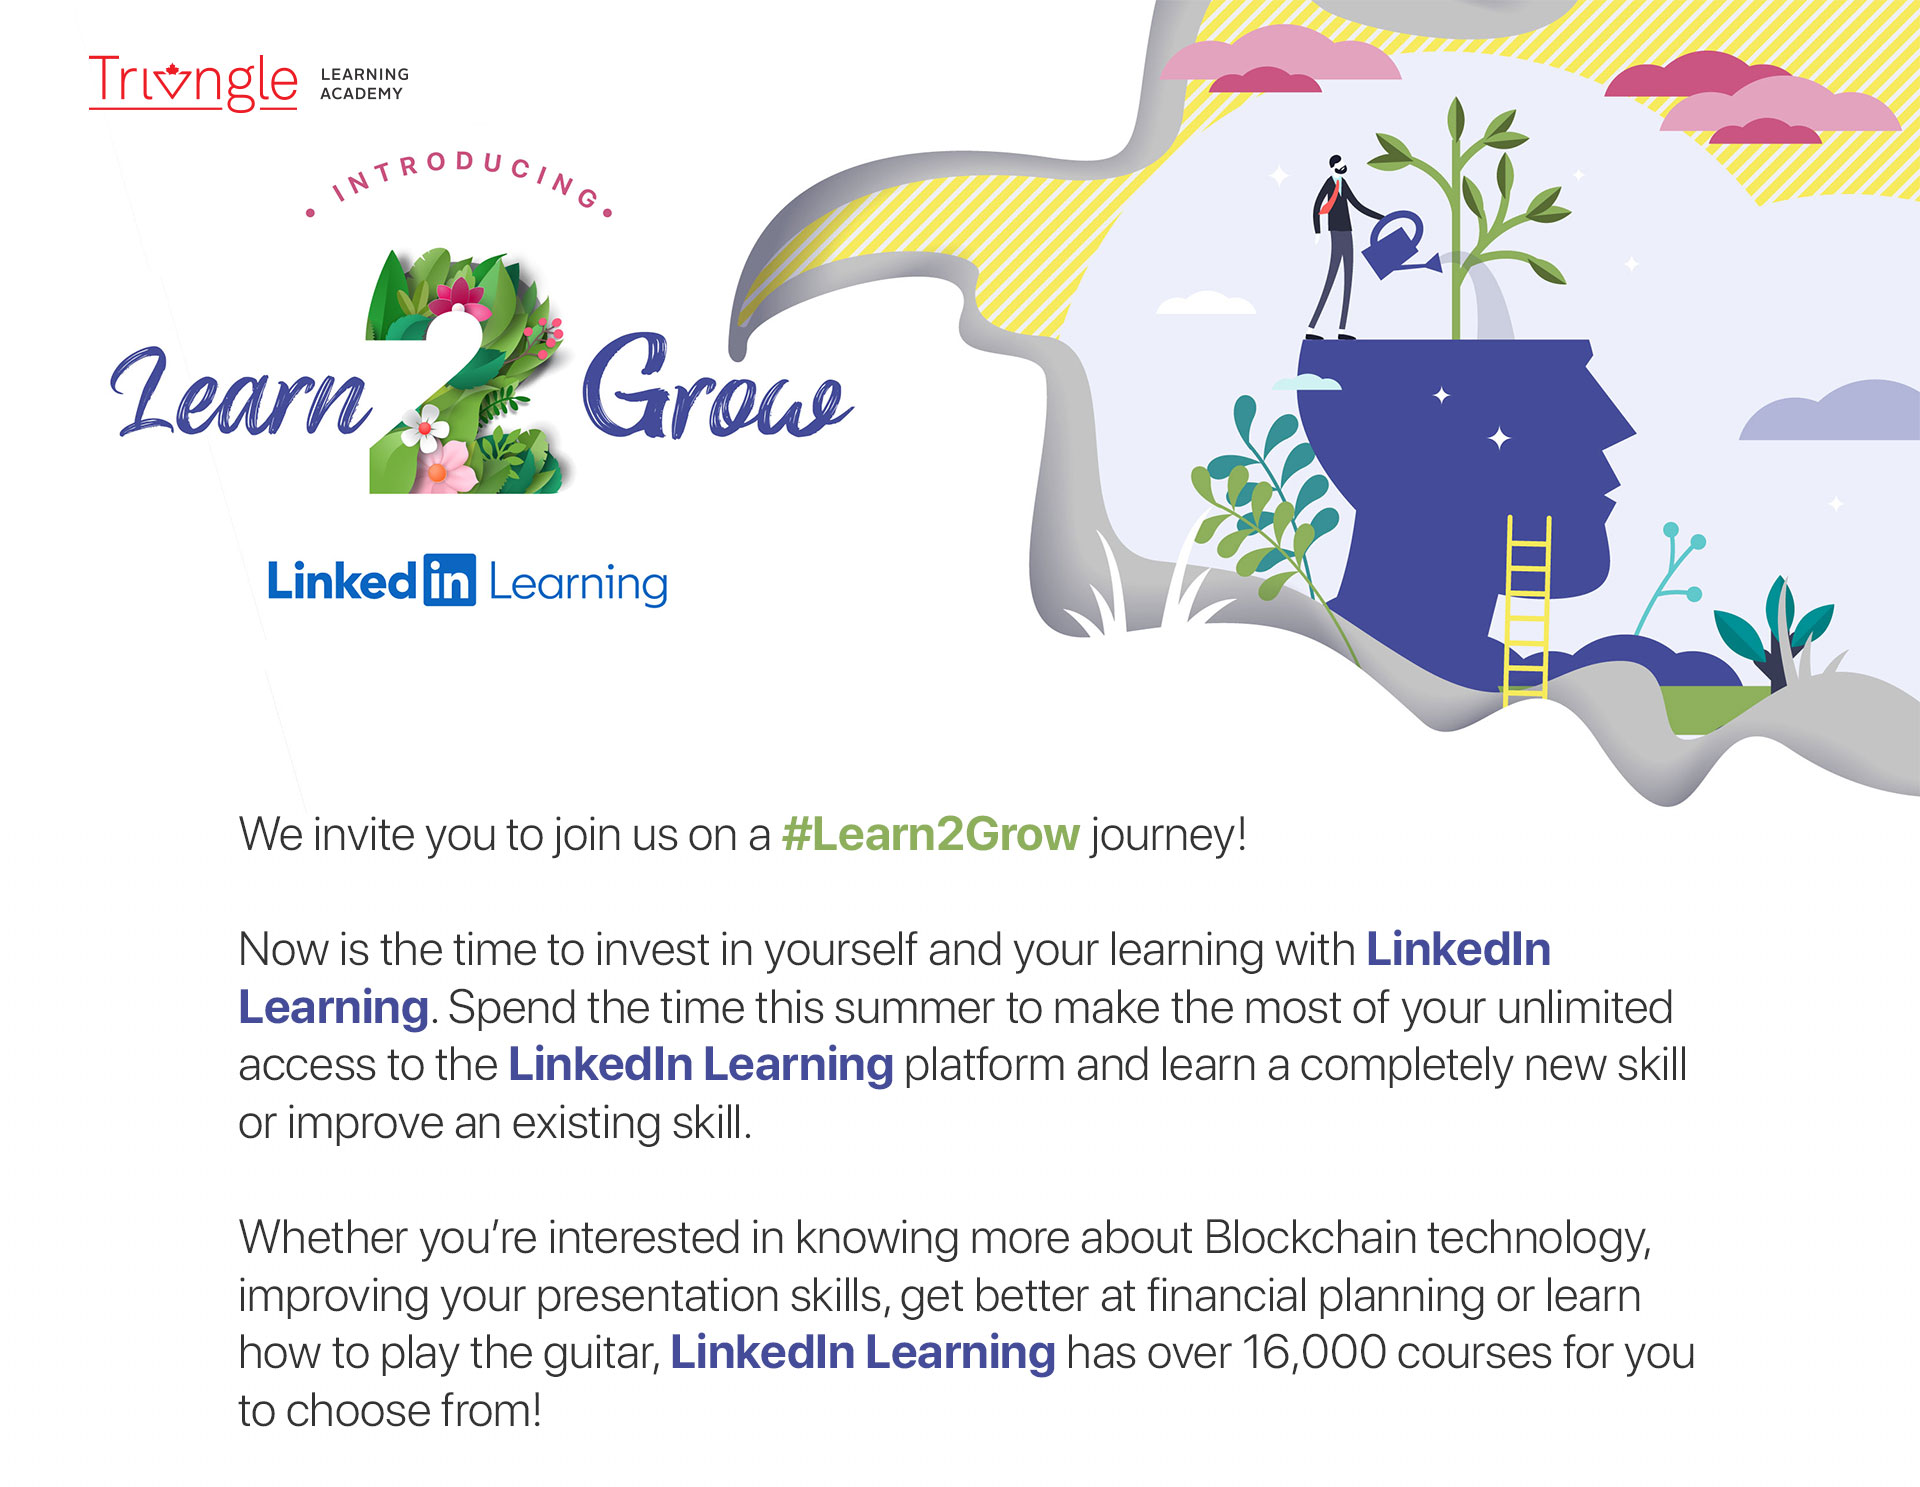 Triangle LEARNING
ACADEMY
• INTRODUCING •
Learn 2 Grow
Linked in Learning
We invite you to join us on a #Learn2Grow journey!
Now is the time to invest in yourself and your learning with LinkedIn
Learning. Spend the time this summer to make the most of your unlimited
access to the LinkedIn Learning platform and learn a completely new skill
or improve an existing skill.
Whether you’re interested in knowing more about Blockchain technology,
improving your presentation skills, get better at financial planning or learn
how to play the guitar, LinkedIn Learning has over 16,000 courses for you
to choose from!